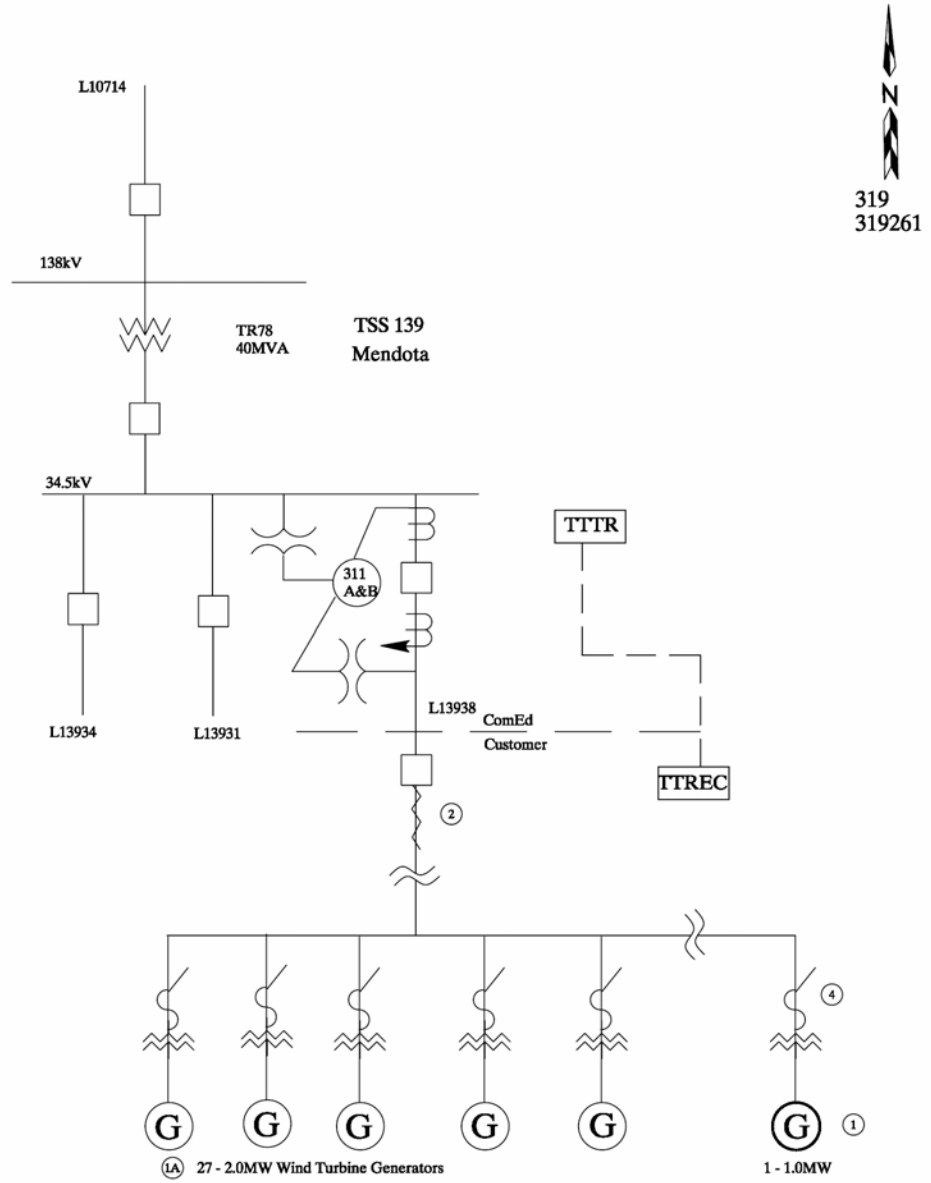 L10714
N
319
319261
138kV
TR78
40MVA
TSS 139
Mendota
34.5kV
TTTR
311
A&B
L13934
L13931
L13938
ComEd
Customer
TTREC
2
4
G
G
G
G
G
G
1
1A 27 - 2.0MW Wind Turbine Generators
1 - 1.0MW